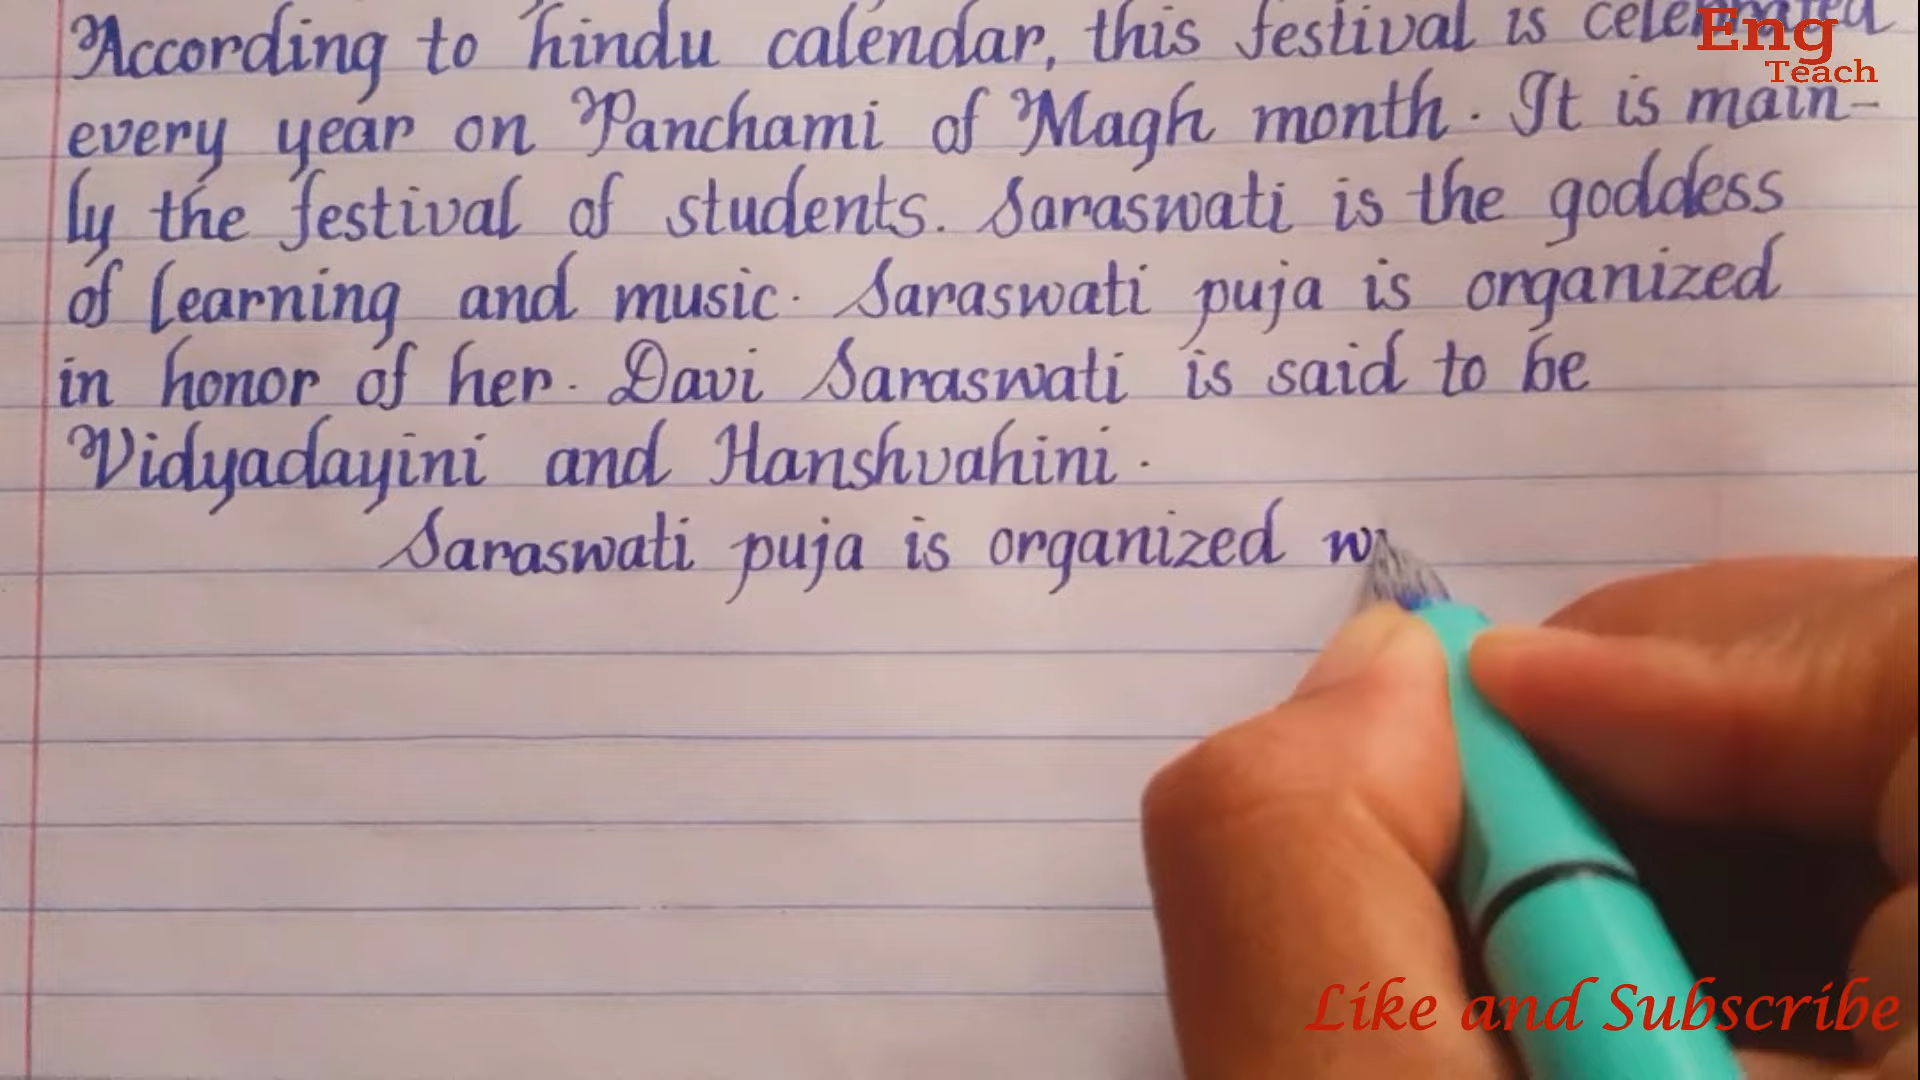 According to hindu calendar, this festival is celebrated
Eng
Teach
every year on Panchami of Magh month. It is main-
ly the festival of students. Saraswati is the goddess
of learning and music. Saraswati puja is organized
in honor of her. Davi Saraswati is said to be
Vidyadayini and Hanshvahini.
Saraswati puja is organized w
Like and Subscribe